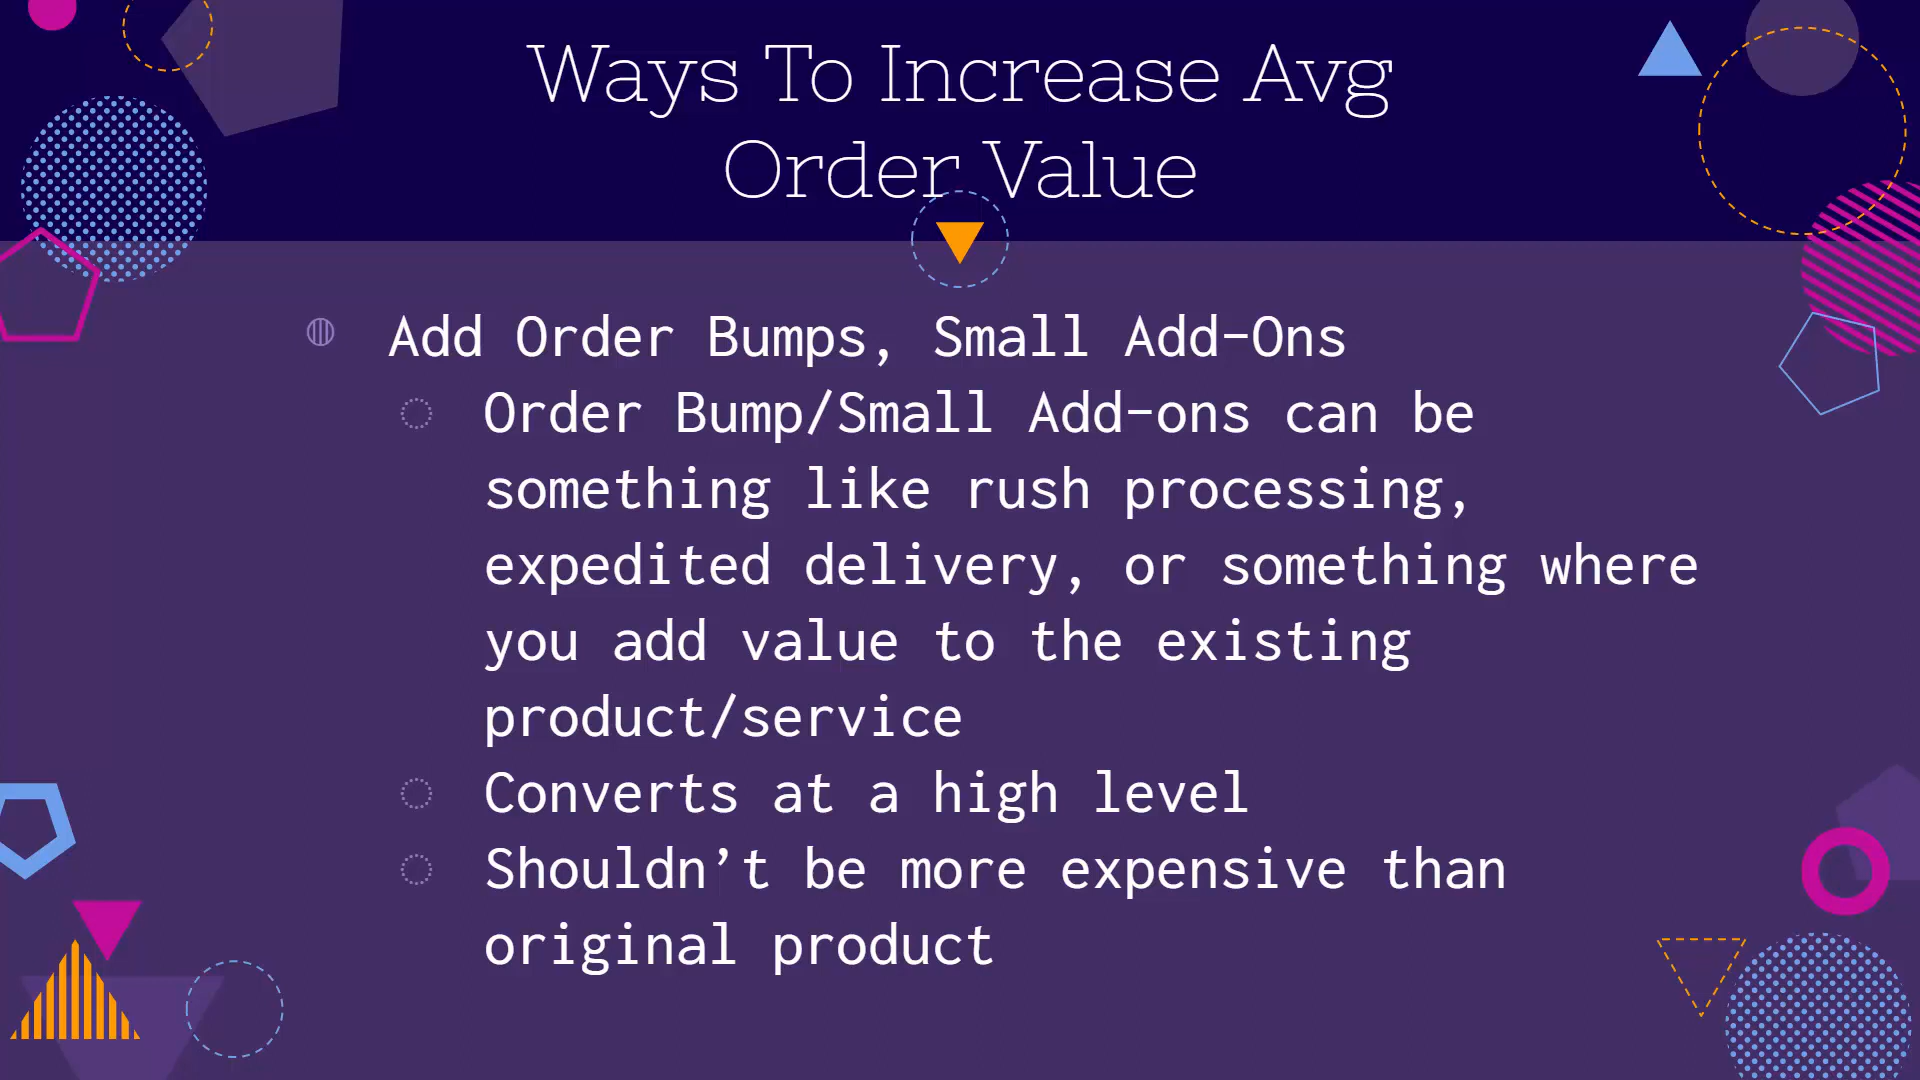 Ways To Increase Avg
Order Value
Add Order Bumps, Small Add-Ons
Order Bump/Small Add-ons can be
something like rush processing,
expedited delivery, or something where
you add value to the existing
product/service
Converts at a high level
Shouldn’t be more expensive than
original product